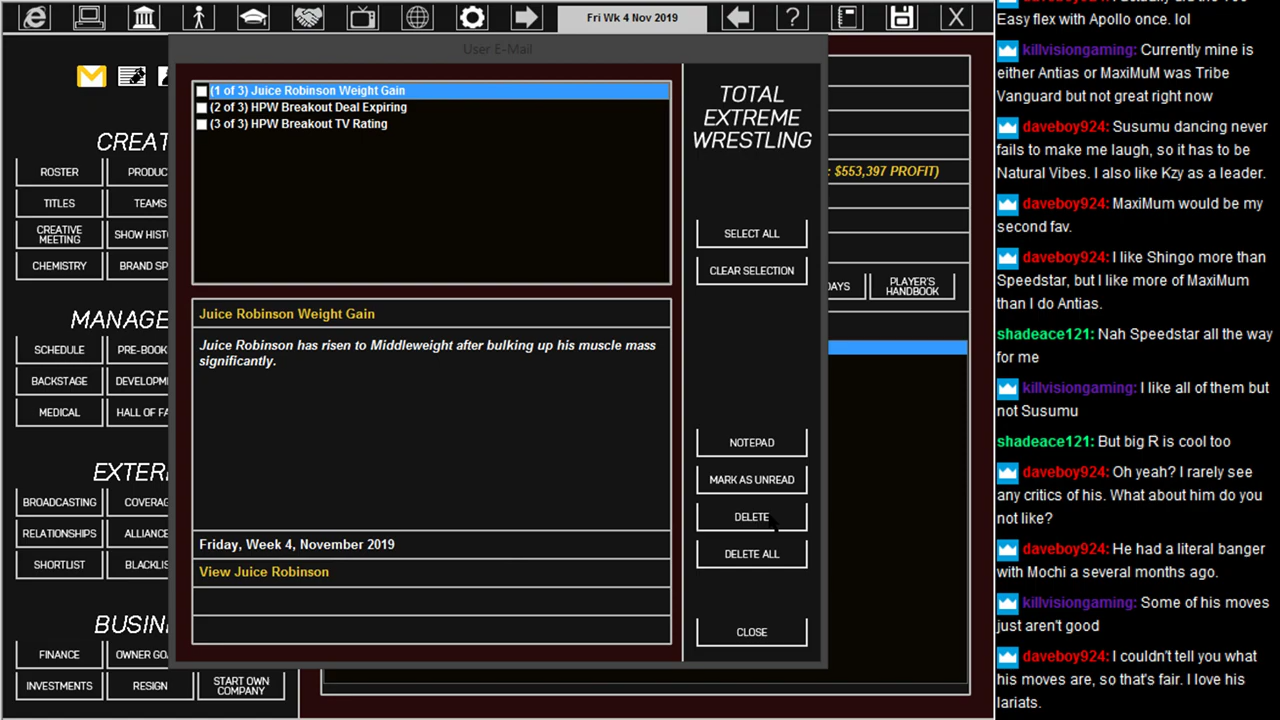 Fri Wk 4 Nov 2019
User E-Mail
(1 of 3) Juice Robinson Weight Gain
(2 of 3) HPW Breakout Deal Expiring
(3 of 3) HPW Breakout TV Rating
TOTAL
EXTREME
WRESTLING
SELECT ALL
CLEAR SELECTION
Juice Robinson Weight Gain
Juice Robinson has risen to Middleweight after bulking up his muscle mass
significantly.
NOTEPAD
MARK AS UNREAD
DELETE
DELETE ALL
CLOSE
Friday, Week 4, November 2019
View Juice Robinson
CREAT
ROSTER
PRODUC
TITLES
TEAMS
CREATIVE
MEETING
SHOW HIST
CHEMISTRY
BRAND SP
MANAGE
SCHEDULE
PRE-BOOK
BACKSTAGE
DEVELOPM
MEDICAL
HALL OF FA
EXTER
BROADCASTING
COVERAG
RELATIONSHIPS
ALLIANC
SHORTLIST
BLACKLIS
BUSIN
FINANCE
OWNER GO
INVESTMENTS
RESIGN
START OWN
COMPANY
: $553,397 PROFIT)
DAYS
PLAYER'S
HANDBOOK
Easy flex with Apollo once. lol
killvisiongaming: Currently mine is
either Antias or MaxiMuM was Tribe
Vanguard but not great right now
daveboy924: Susumu dancing never
fails to make me laugh, so it has to be
Natural Vibes. I also like Kzy as a leader.
daveboy924: MaxiMum would be my
second fav.
daveboy924: I like Shingo more than
Speedstar, but I like more of MaxiMum
than I do Antias.
shadeace121: Nah Speedstar all the way
for me
killvisiongaming: I like all of them but
not Susumu
shadeace121: But big R is cool too
daveboy924: Oh yeah? I rarely see
any critics of his. What about him do you
not like?
daveboy924: He had a literal banger
with Mochi a several months ago.
killvisiongaming: Some of his moves
just aren't good
daveboy924: I couldn't tell you what
his moves are, so that's fair. I love his
lariats.